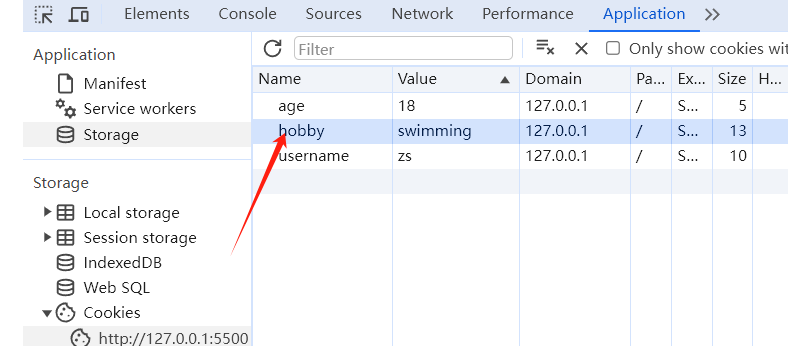 Elements Console Sources Network Performance Application
Application
Manifest
Service workers
Storage
Storage
Local storage
Session storage
IndexedDB
Web SQL
Cookies
http://127.0.0.1:5500
Filter Only show cookies wit
Name Value Domain Pa... Ex... Size H...
age 18 127.0.0.1 / S... 5
hobby swimming 127.0.0.1 / S... 13
username zs 127.0.0.1 / S... 10